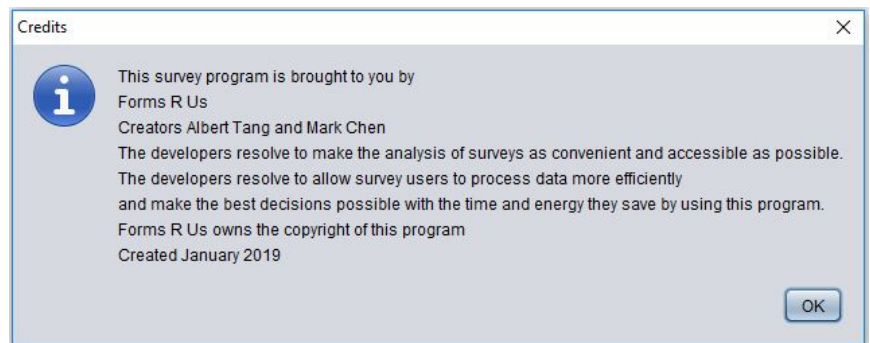 Credits
This survey program is brought to you by
Forms R Us
Creators Albert Tang and Mark Chen
The developers resolve to make the analysis of surveys as convenient and accessible as possible.
The developers resolve to allow survey users to process data more efficiently
and make the best decisions possible with the time and energy they save by using this program.
Forms R Us owns the copyright of this program
Created January 2019
OK